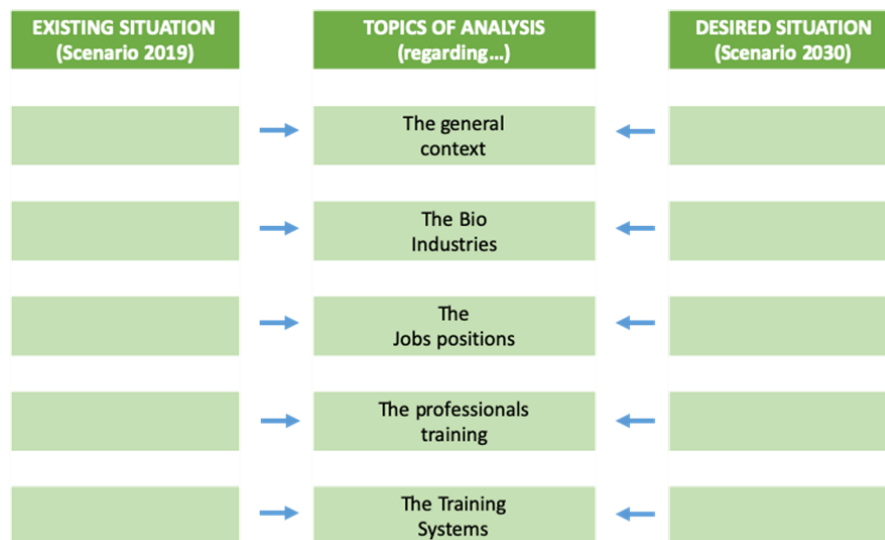 EXISTING SITUATION
(Scenario 2019)
TOPICS OF ANALYSIS
(regarding...)
DESIRED SITUATION
(Scenario 2030)
The general
context
The Bio
Industries
The
Jobs positions
The professionals
training
The Training
Systems